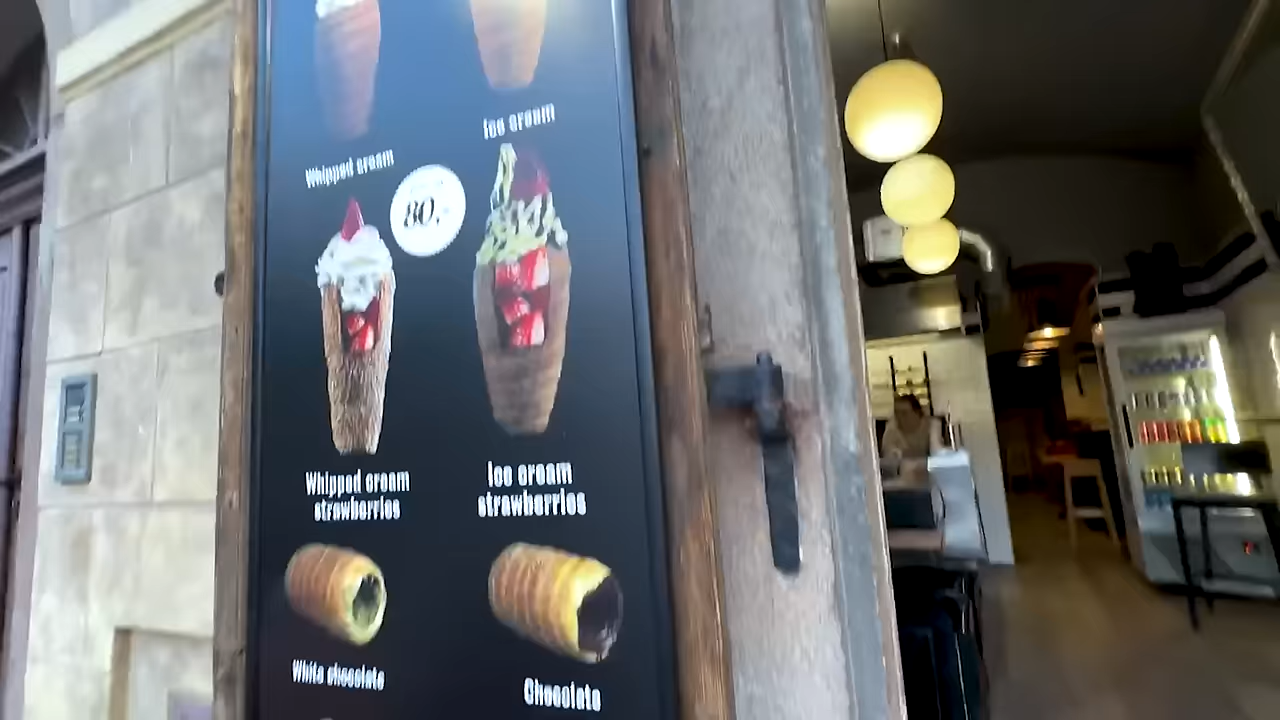 Ice cream
Whipped cream
80,-
Whipped cream
strawberries
Ice cream
strawberries
White chocolate
Chocolate